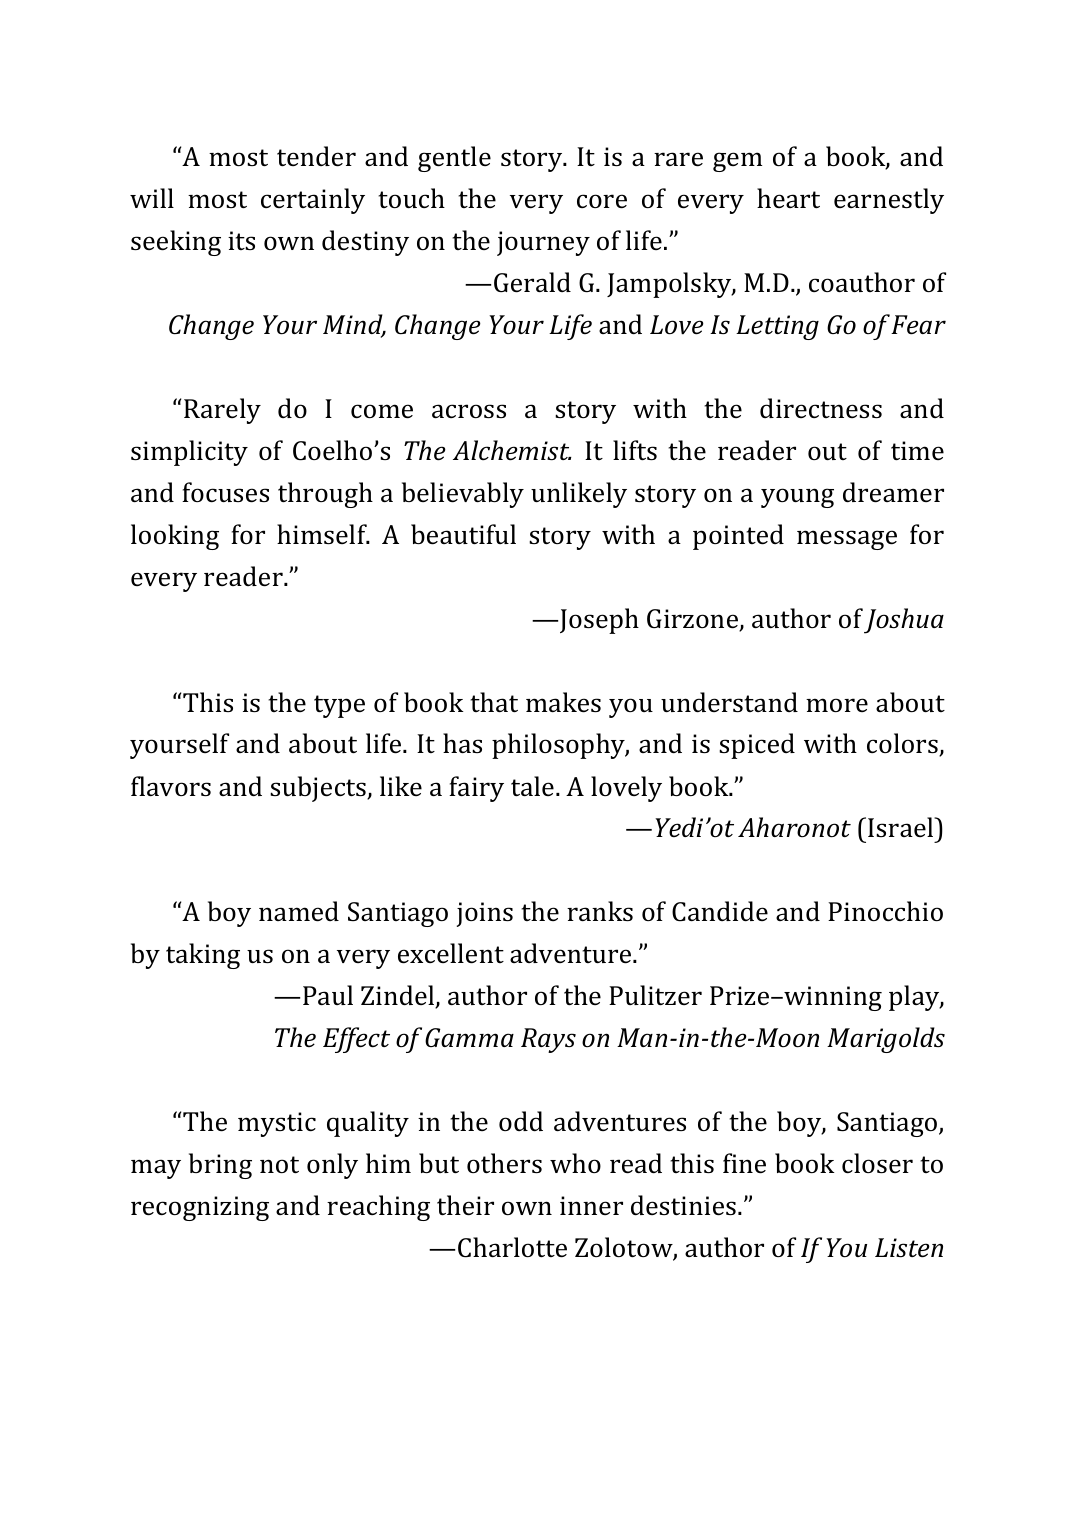 “A most tender and gentle story. It is a rare gem of a book, and
will most certainly touch the very core of every heart earnestly
seeking its own destiny on the journey of life.”
—Gerald G. Jampolsky, M.D., coauthor of
Change Your Mind, Change Your Life and Love Is Letting Go of Fear
“Rarely do I come across a story with the directness and
simplicity of Coelho’s The Alchemist. It lifts the reader out of time
and focuses through a believably unlikely story on a young dreamer
looking for himself. A beautiful story with a pointed message for
every reader.”
—Joseph Girzone, author of Joshua
“This is the type of book that makes you understand more about
yourself and about life. It has philosophy, and is spiced with colors,
flavors and subjects, like a fairy tale. A lovely book.”
—Yedi’ot Aharonot (Israel)
“A boy named Santiago joins the ranks of Candide and Pinocchio
by taking us on a very excellent adventure.”
—Paul Zindel, author of the Pulitzer Prize–winning play,
The Effect of Gamma Rays on Man-in-the-Moon Marigolds
“The mystic quality in the odd adventures of the boy, Santiago,
may bring not only him but others who read this fine book closer to
recognizing and reaching their own inner destinies.”
—Charlotte Zolotow, author of If You Listen